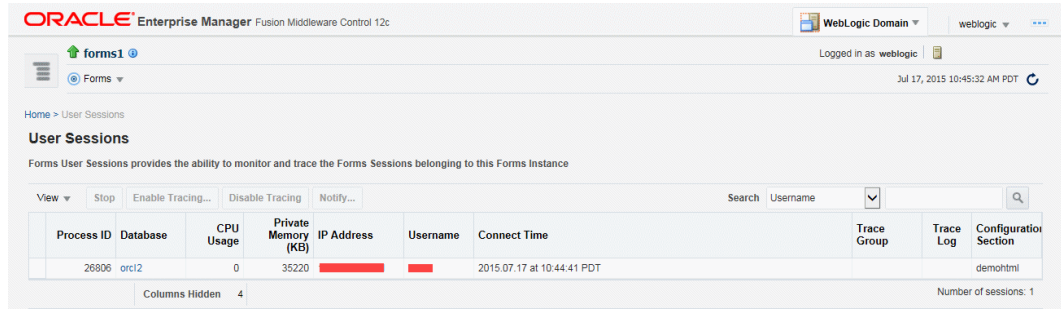 ORACLE Enterprise Manager Fusion Middleware Control 12c
WebLogic Domain
weblogic
forms1
Logged in as weblogic
Forms
Jul 17, 2015 10:45:32 AM PDT
Home > User Sessions
User Sessions
Forms User Sessions provides the ability to monitor and trace the Forms Sessions belonging to this Forms Instance
View Stop Enable Tracing... Disable Tracing Notify... Search Username
Process ID Database CPU Usage Private Memory (KB) IP Address Username Connect Time Trace Group Trace Log Configuration Section
26806 orcl2 0 35220 2015.07.17 at 10:44:41 PDT demohtml
Columns Hidden 4 Number of sessions: 1